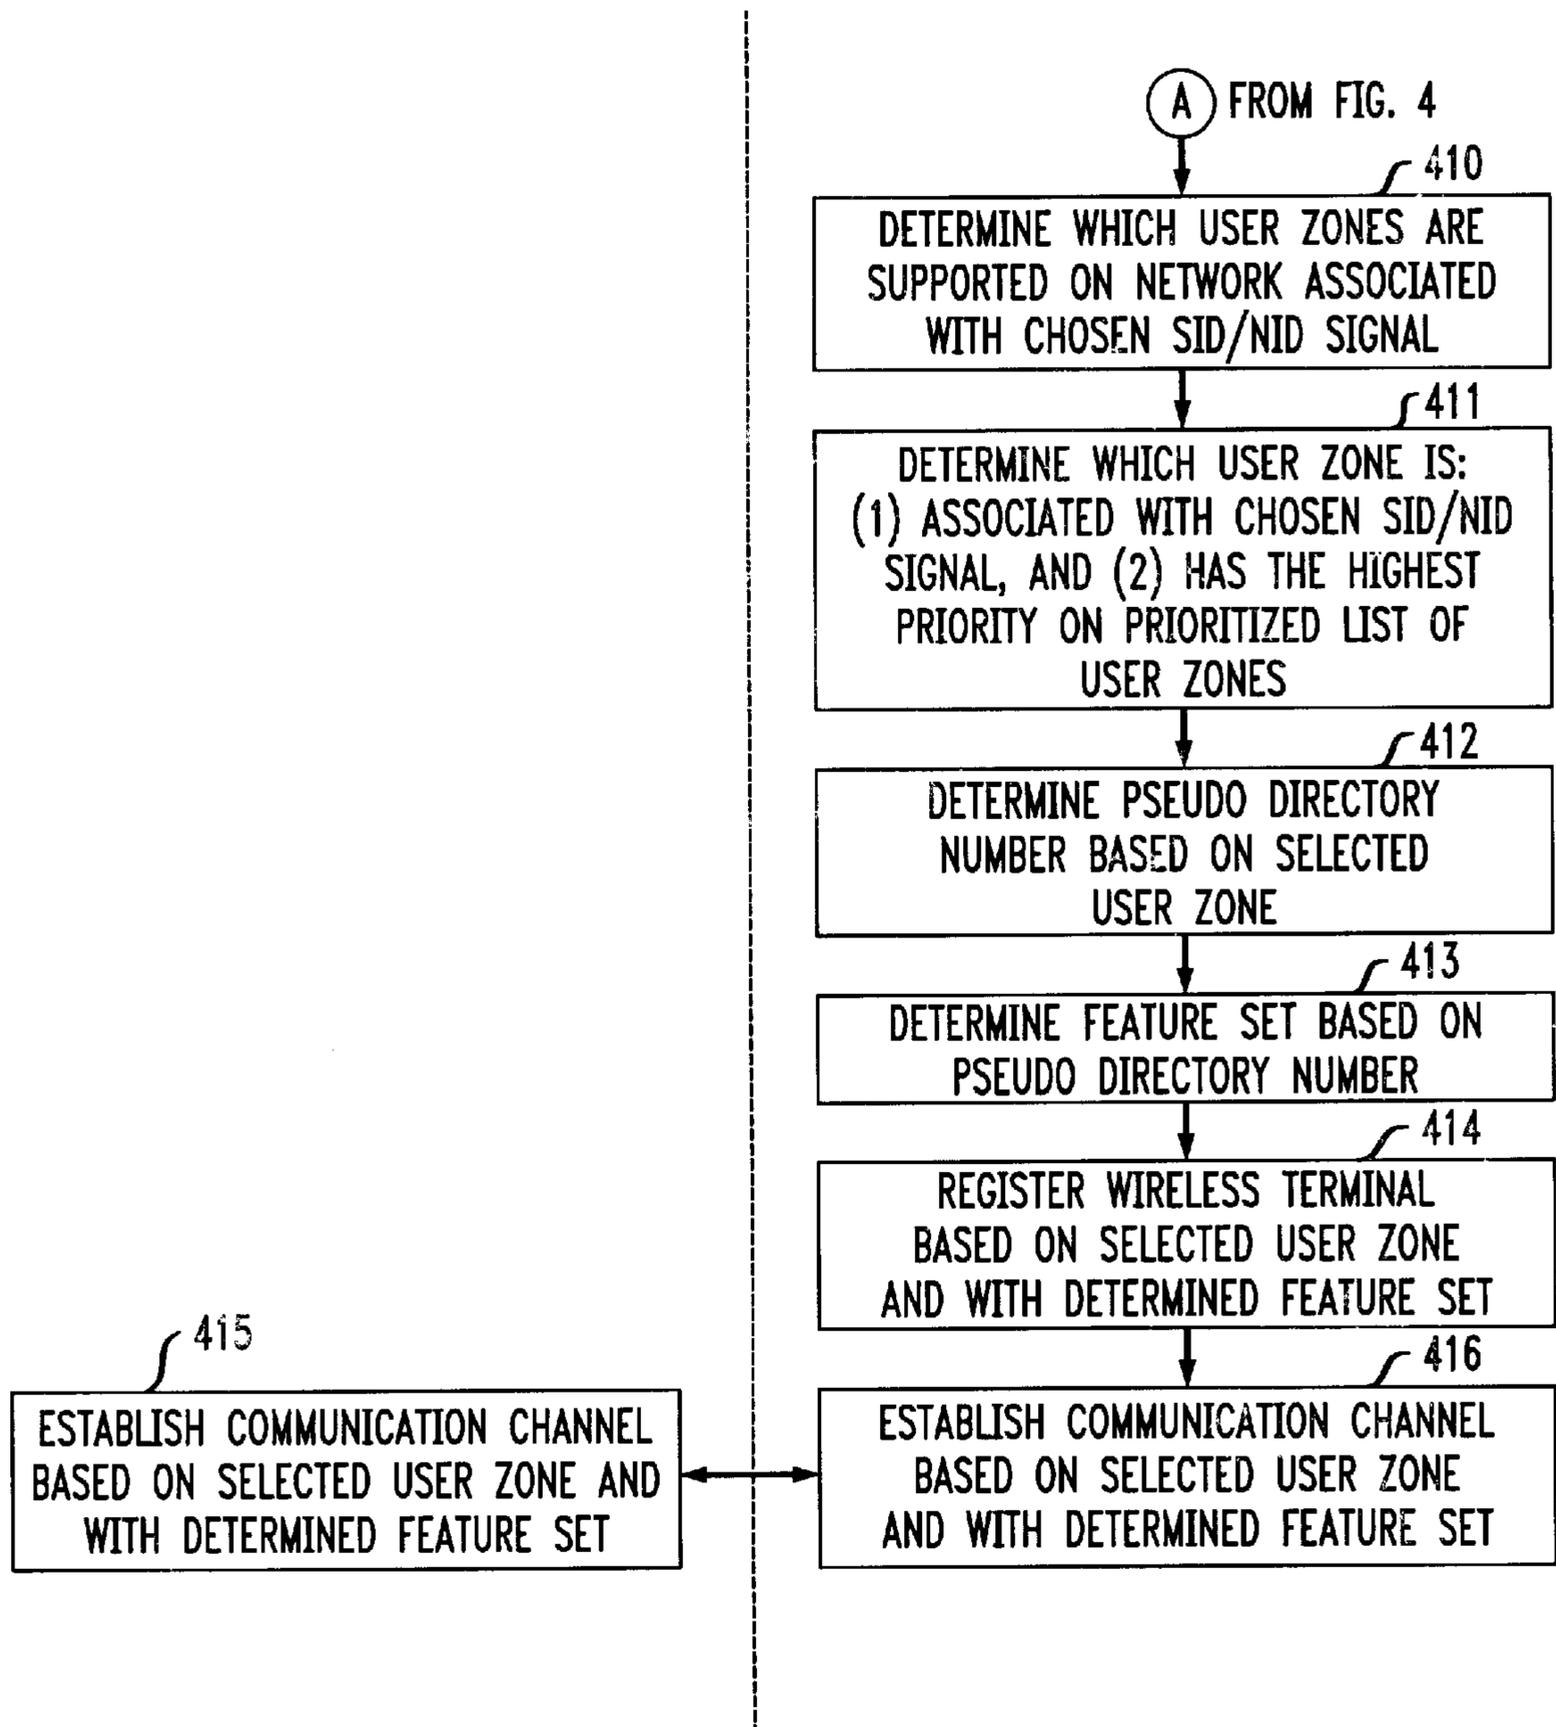 A FROM FIG. 4
410
DETERMINE WHICH USER ZONES ARE
SUPPORTED ON NETWORK ASSOCIATED
WITH CHOSEN SID/NID SIGNAL
411
DETERMINE WHICH USER ZONE IS:
(1) ASSOCIATED WITH CHOSEN SID/NID
SIGNAL, AND (2) HAS THE HIGHEST
PRIORITY ON PRIORITIZED LIST OF
USER ZONES
412
DETERMINE PSEUDO DIRECTORY
NUMBER BASED ON SELECTED
USER ZONE
413
DETERMINE FEATURE SET BASED ON
PSEUDO DIRECTORY NUMBER
414
REGISTER WIRELESS TERMINAL
BASED ON SELECTED USER ZONE
AND WITH DETERMINED FEATURE SET
415
ESTABLISH COMMUNICATION CHANNEL
BASED ON SELECTED USER ZONE AND
WITH DETERMINED FEATURE SET
416
ESTABLISH COMMUNICATION CHANNEL
BASED ON SELECTED USER ZONE
AND WITH DETERMINED FEATURE SET